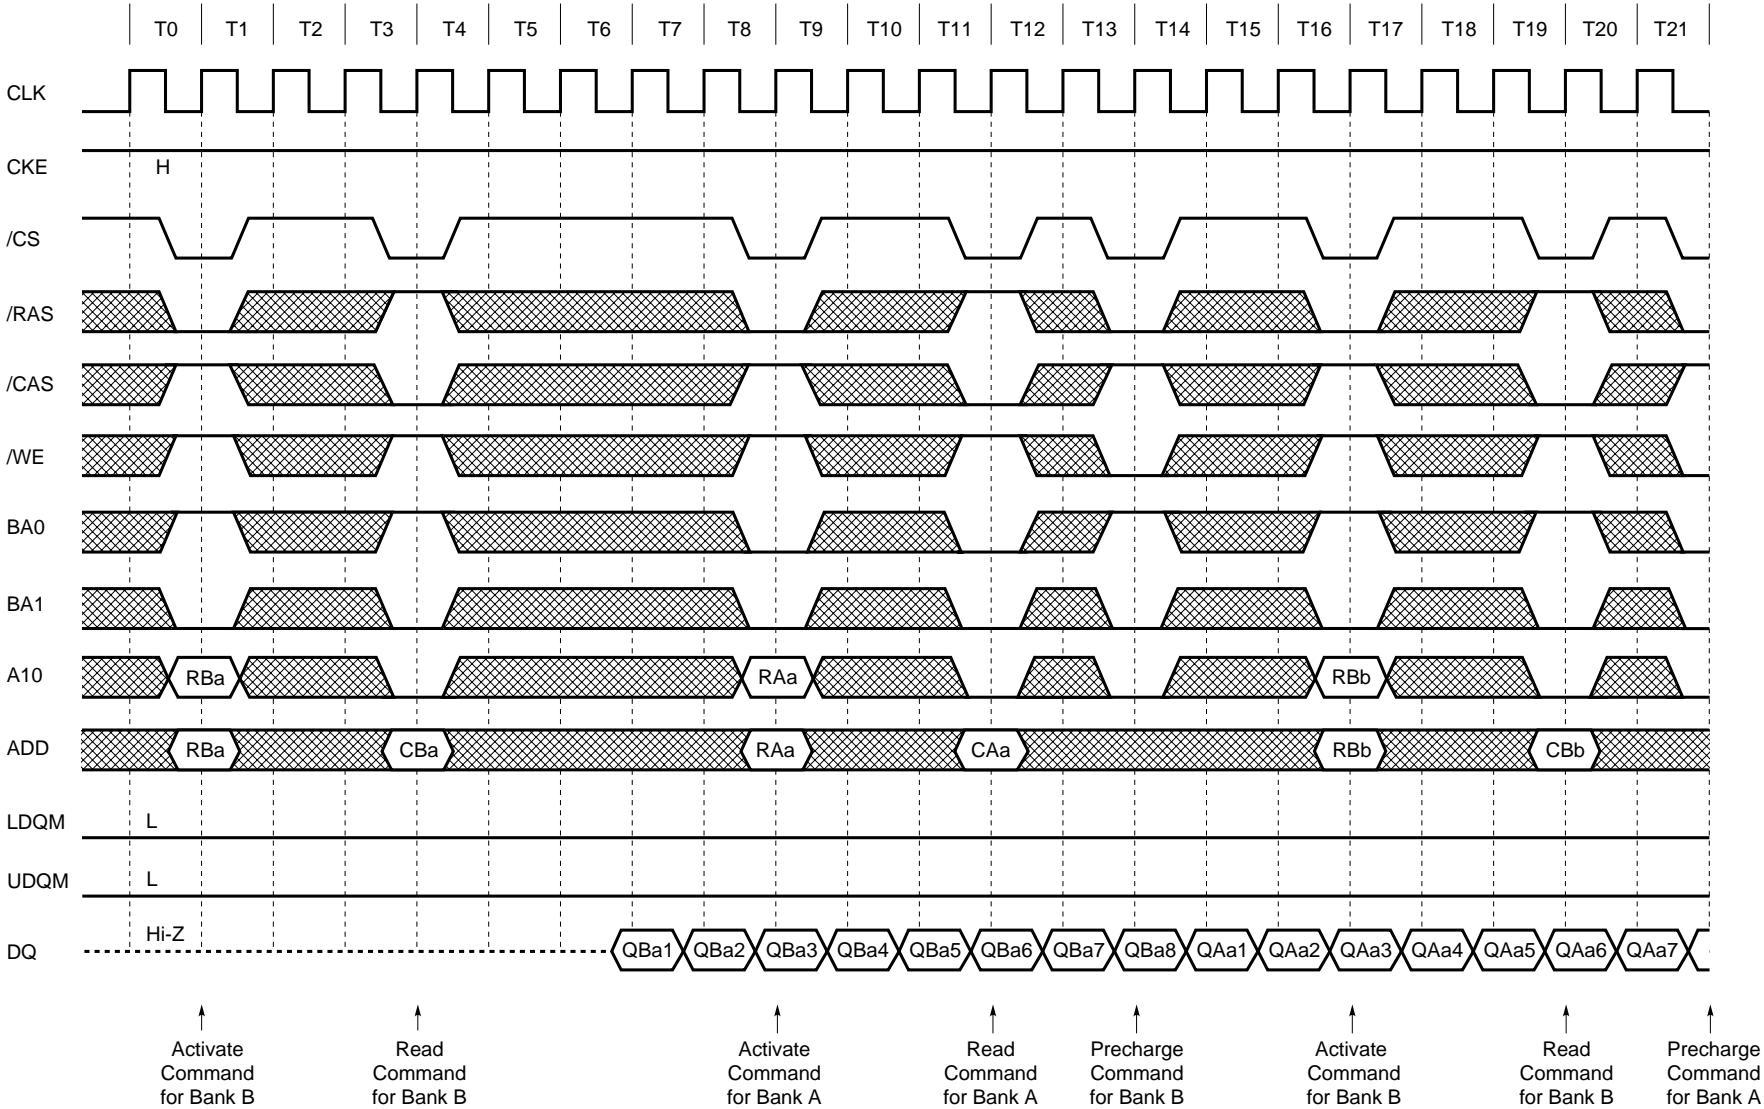 T0 T1 T2 T3 T4 T5 T6 T7 T8 T9 T10 T11 T12 T13 T14 T15 T16 T17 T18 T19 T20 T21
CLK
CKE H
/CS
/RAS
/CAS
/WE
BA0
BA1
A10 RBa RAa RBb
ADD RBa CBa RAa CAa RBb CBb
LDQM L
UDQM L
DQ Hi-Z QBa1 QBa2 QBa3 QBa4 QBa5 QBa6 QBa7 QBa8 QAa1 QAa2 QAa3 QAa4 QAa5 QAa6 QAa7
Activate
Command
for Bank B
Read
Command
for Bank B
Activate
Command
for Bank A
Read
Command
for Bank A
Precharge
Command
for Bank B
Activate
Command
for Bank B
Read
Command
for Bank B
Precharge
Command
for Bank A